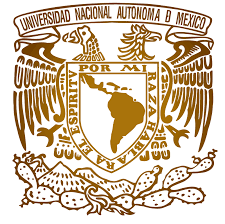 UNIVERSIDAD NACIONAL AUTONOMA D MEXICO
POR MI RAZA HABLARA EL ESPIRITU